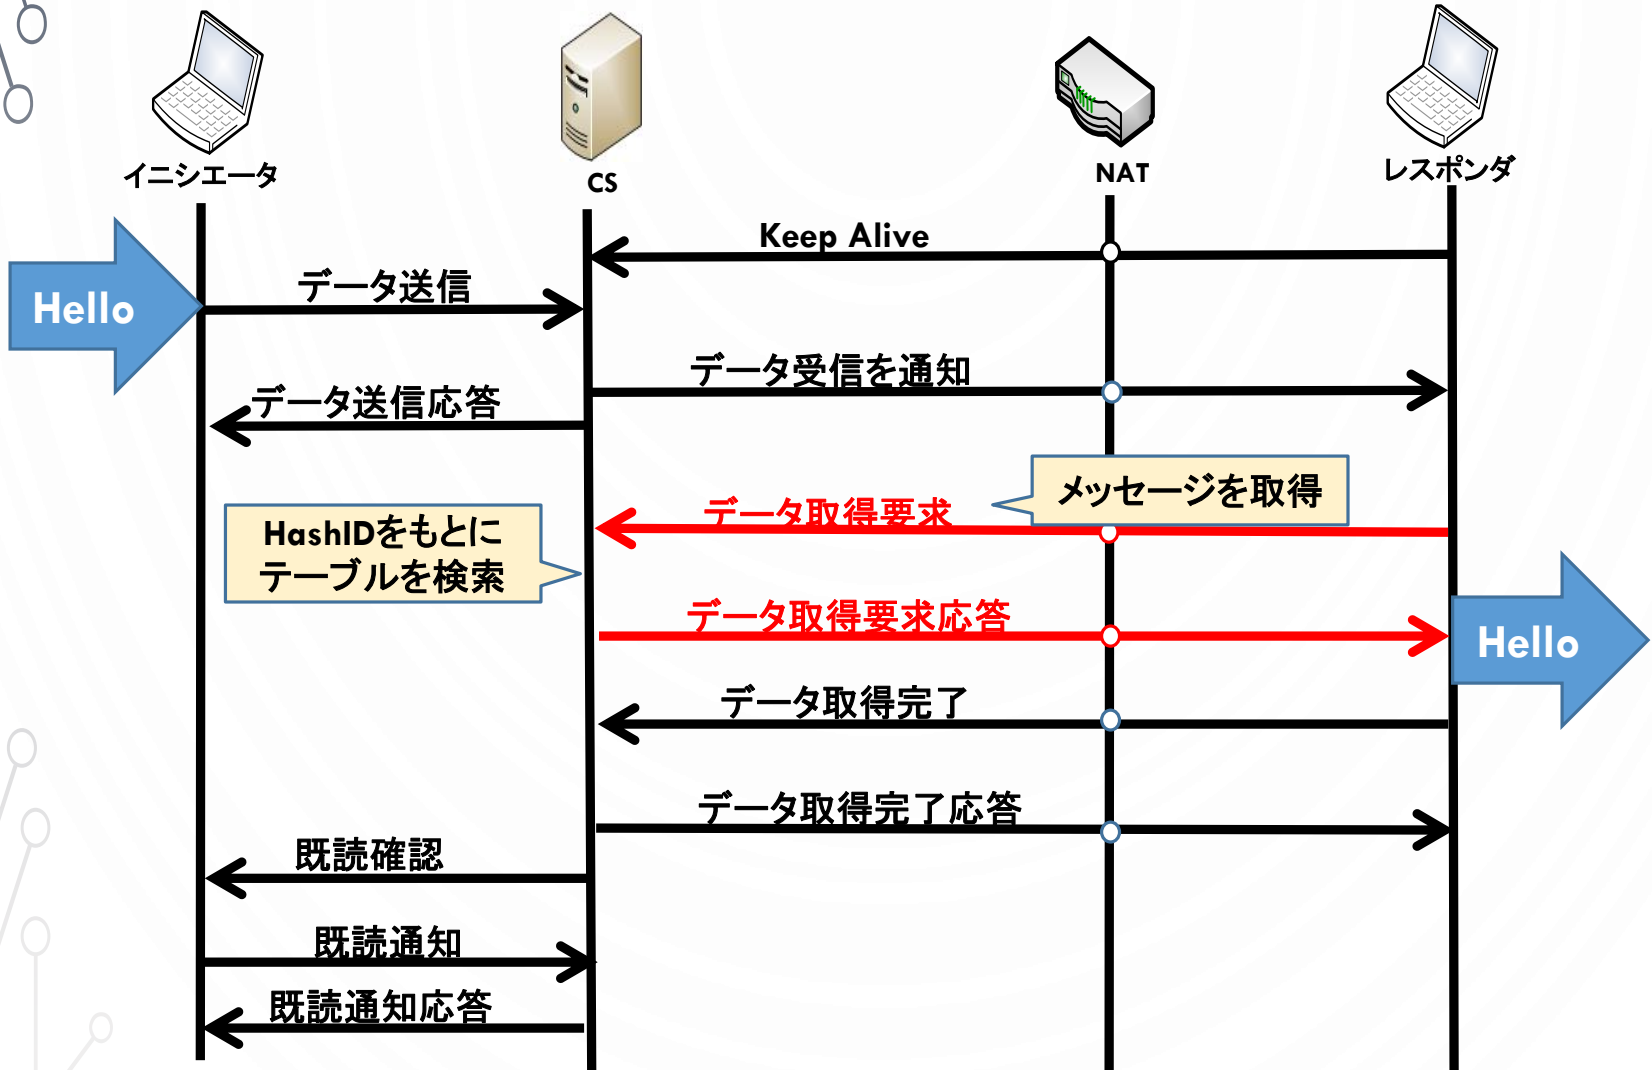 イニシエータ
CS
NAT
レスポンダ
Keep Alive
Hello
データ送信
データ受信を通知
データ送信応答
メッセージを取得
データ取得要求
HashIDをもとに
テーブルを検索
データ取得要求応答
Hello
データ取得完了
データ取得完了応答
既読確認
既読通知
既読通知応答